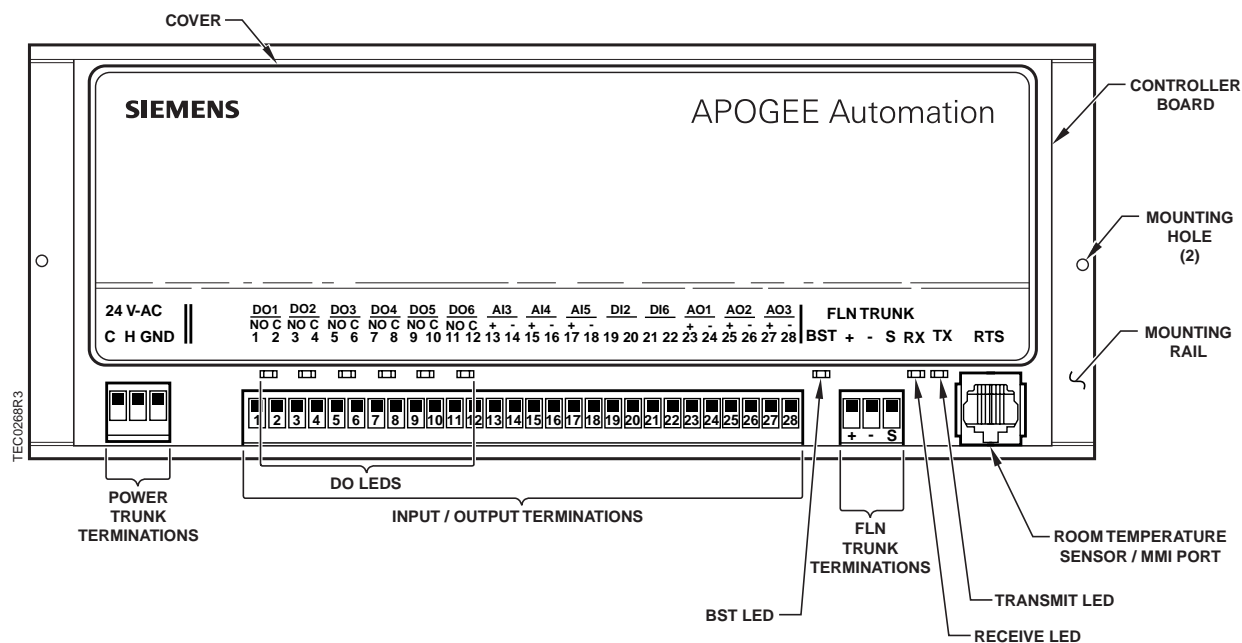 COVER
SIEMENS
APOGEE Automation
CONTROLLER
BOARD
MOUNTING
HOLE
(2)
MOUNTING
RAIL
24 V-AC
C H GND
DO1 DO2 DO3 DO4 DO5 DO6 AI3 AI4 AI5 DI2 DI6 AO1 AO2 AO3
NO C NO C NO C NO C NO C NO C + - + - + - + - + - + -
1 2 3 4 5 6 7 8 9 10 11 12 13 14 15 16 17 18 19 20 21 22 23 24 25 26 27 28
FLN TRUNK
BST + - S RX TX RTS
1 2 3 4 5 6 7 8 9 10 11 12 13 14 15 16 17 18 19 20 21 22 23 24 25 26 27 28
+ - S
TEC0268R3
POWER
TRUNK
TERMINATIONS
DO LEDS
INPUT / OUTPUT TERMINATIONS
FLN
TRUNK
TERMINATIONS
ROOM TEMPERATURE
SENSOR / MMI PORT
BST LED
TRANSMIT LED
RECEIVE LED